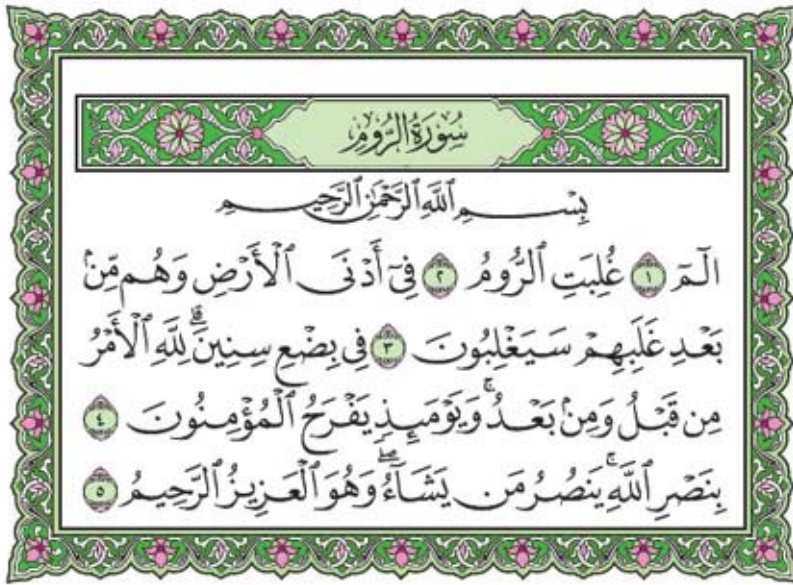 سُورَةُ الرُّومِ
بِسْمِ ٱللَّهِ ٱلرَّحْمَٰنِ ٱلرَّحِيمِ
الٓمٓ ١ غُلِبَتِ ٱلرُّومُ ٢ فِىٓ أَدْنَى ٱلْأَرْضِ وَهُم مِّنۢ
بَعْدِ غَلَبِهِمْ سَيَغْلِبُونَ ٣ فِى بِضْعِ سِنِينَۗ لِلَّهِ ٱلْأَمْرُ
مِن قَبْلُ وَمِنۢ بَعْدُۚ وَيَوْمَئِذٍ يَفْرَحُ ٱلْمُؤْمِنُونَ ٤
بِنَصْرِ ٱللَّهِۚ يَنصُرُ مَن يَشَآءُۖ وَهُوَ ٱلْعَزِيزُ ٱلرَّحِيمُ ٥